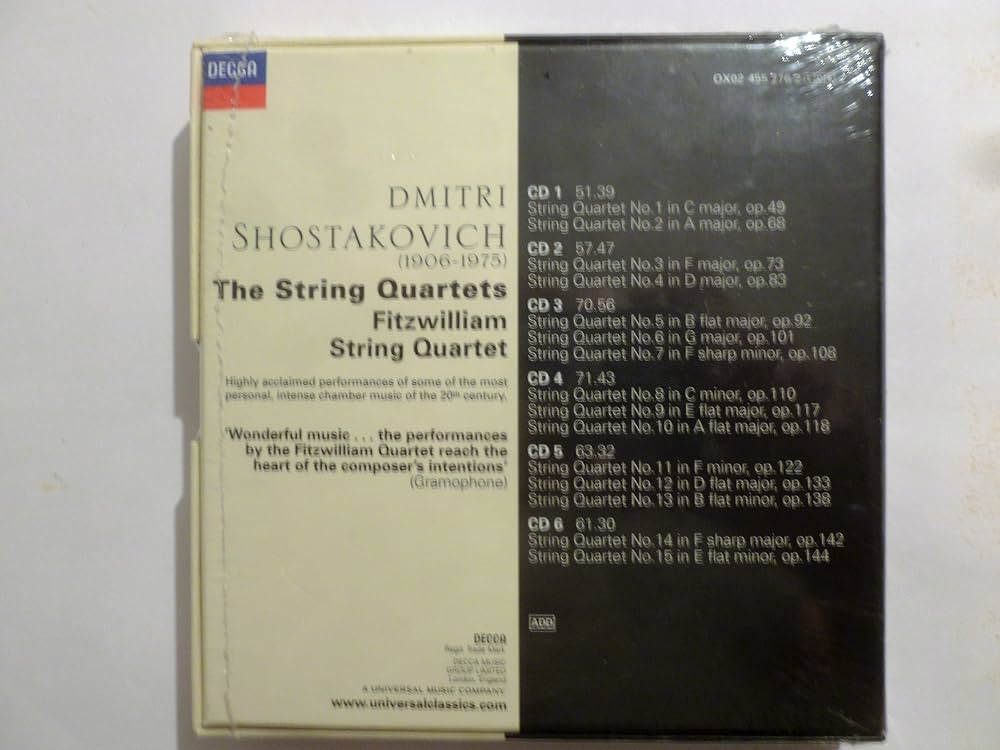 DECCA
DMITRI
SHOSTAKOVICH
(1906-1975)
The String Quartets
Fitzwilliam
String Quartet
Highly acclaimed performances of some of the most
personal, intense chamber music of the 20th century.
'Wonderful music ... the performances
by the Fitzwilliam Quartet reach the
heart of the composer's intentions'
(Gramophone)
DECCA
Regd. Trade Mark
DECCA MUSIC
GROUP LIMITED
London, England
A UNIVERSAL MUSIC COMPANY
www.universalclassics.com
OX02 455 776-2
CD 1 51.39
String Quartet No.1 in C major, op.49
String Quartet No.2 in A major, op.68
CD 2 57.47
String Quartet No.3 in F major, op.73
String Quartet No.4 in D major, op.83
CD 3 70.56
String Quartet No.5 in B flat major, op.92
String Quartet No.6 in G major, op.101
String Quartet No.7 in F sharp minor, op.108
CD 4 71.43
String Quartet No.8 in C minor, op.110
String Quartet No.9 in E flat major, op.117
String Quartet No.10 in A flat major, op.118
CD 5 63.32
String Quartet No.11 in F minor, op.122
String Quartet No.12 in D flat major, op.133
String Quartet No.13 in B flat minor, op.138
CD 6 61.30
String Quartet No.14 in F sharp major, op.142
String Quartet No.15 in E flat minor, op.144
ADD